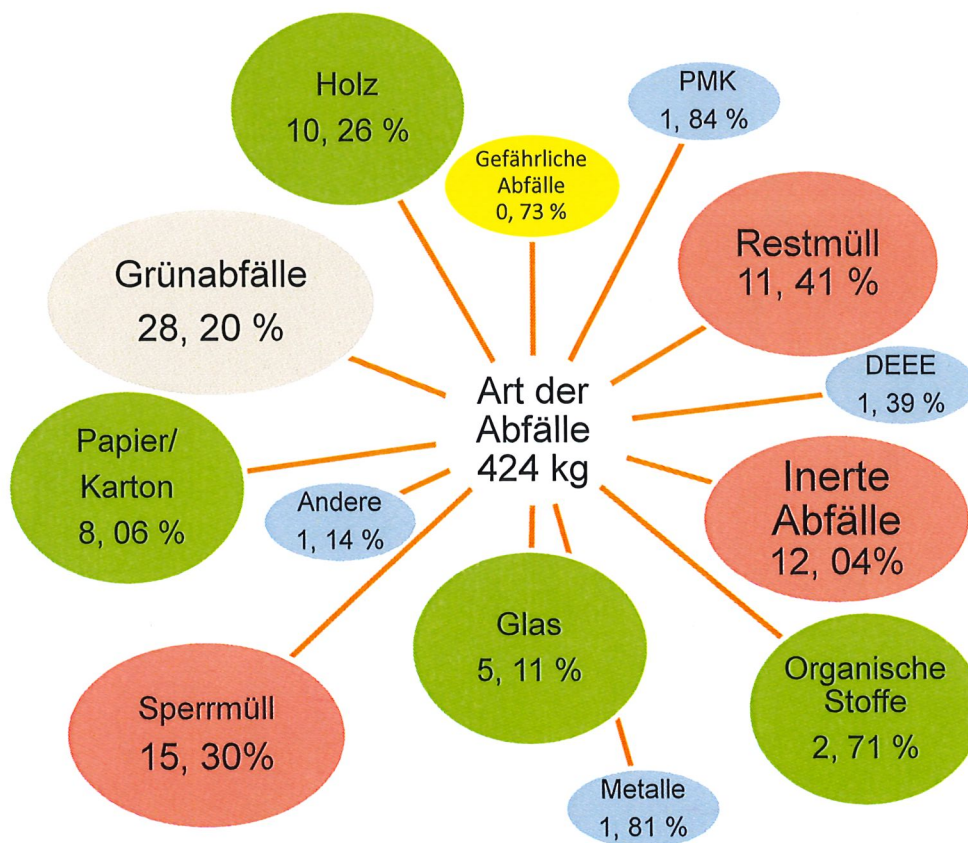 Holz
10, 26 %
PMK
1, 84 %
Gefährliche
Abfälle
0, 73 %
Restmüll
11, 41 %
Grünabfälle
28, 20 %
DEEE
1, 39 %
Art der
Abfälle
424 kg
Papier/
Karton
8, 06 %
Andere
1, 14 %
Inerte
Abfälle
12, 04%
Glas
5, 11 %
Organische
Stoffe
2, 71 %
Sperrmüll
15, 30%
Metalle
1, 81 %